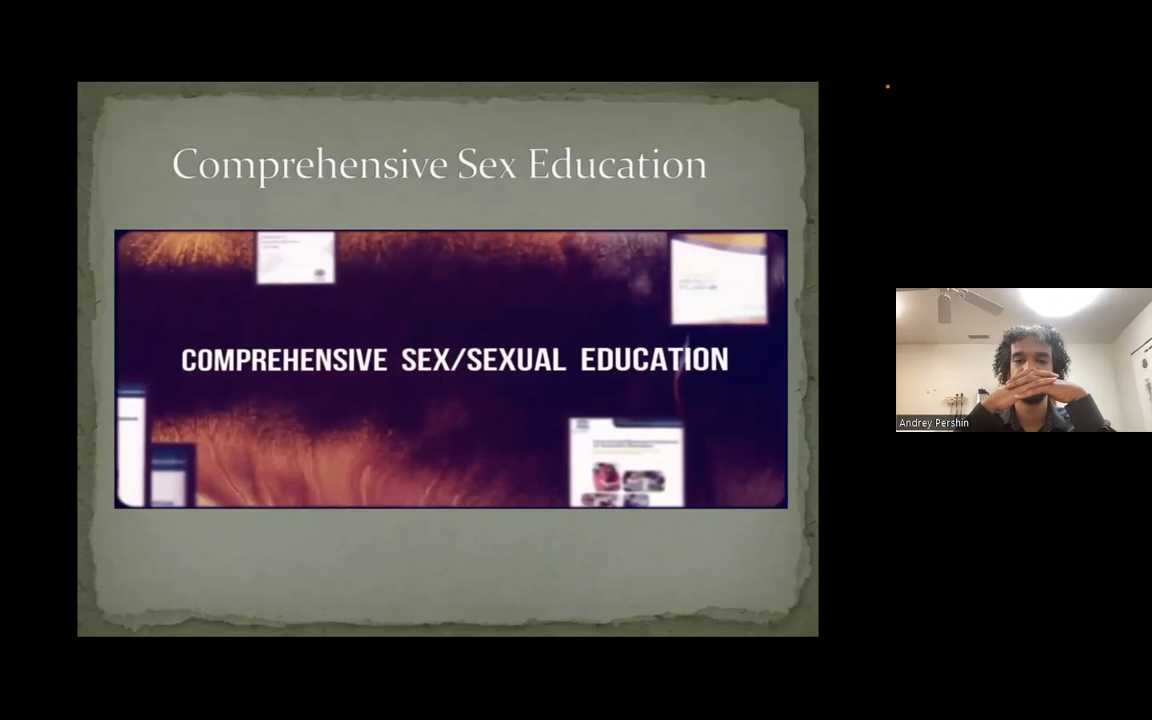 Comprehensive Sex Education
COMPREHENSIVE SEX/SEXUAL EDUCATION
Andrey Pershin